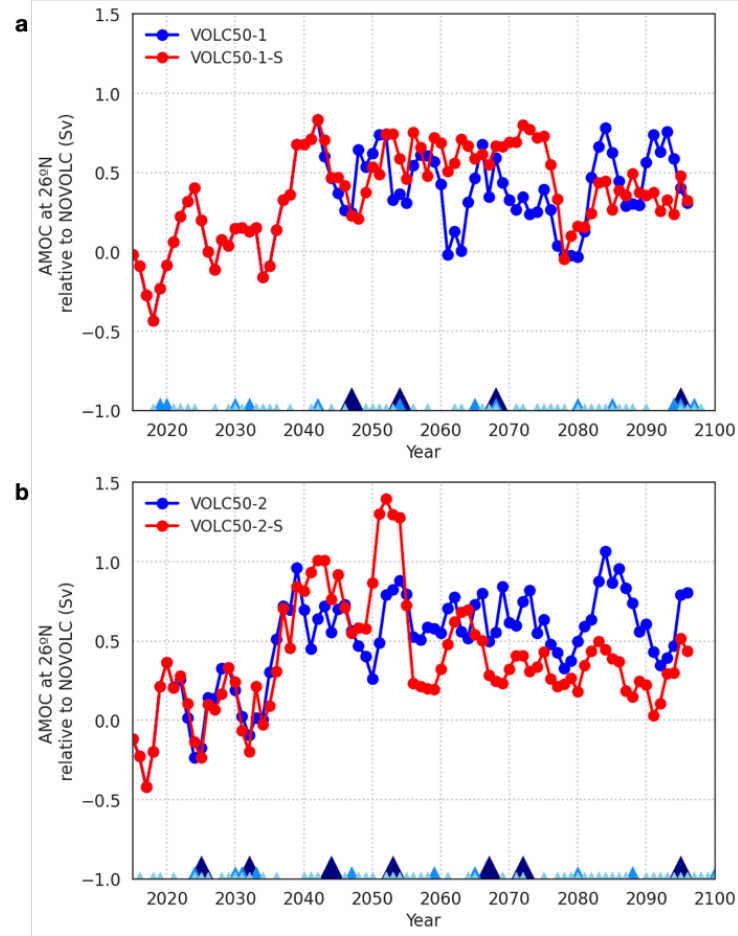 a
1.5
1.0
0.5
0.0
−0.5
−1.0
AMOC at 26ºN
relative to NOVOLC (Sv)
VOLC50-1
VOLC50-1-S
2020 2030 2040 2050 2060 2070 2080 2090 2100
Year
b
1.5
1.0
0.5
0.0
−0.5
−1.0
AMOC at 26ºN
relative to NOVOLC (Sv)
VOLC50-2
VOLC50-2-S
2020 2030 2040 2050 2060 2070 2080 2090 2100
Year